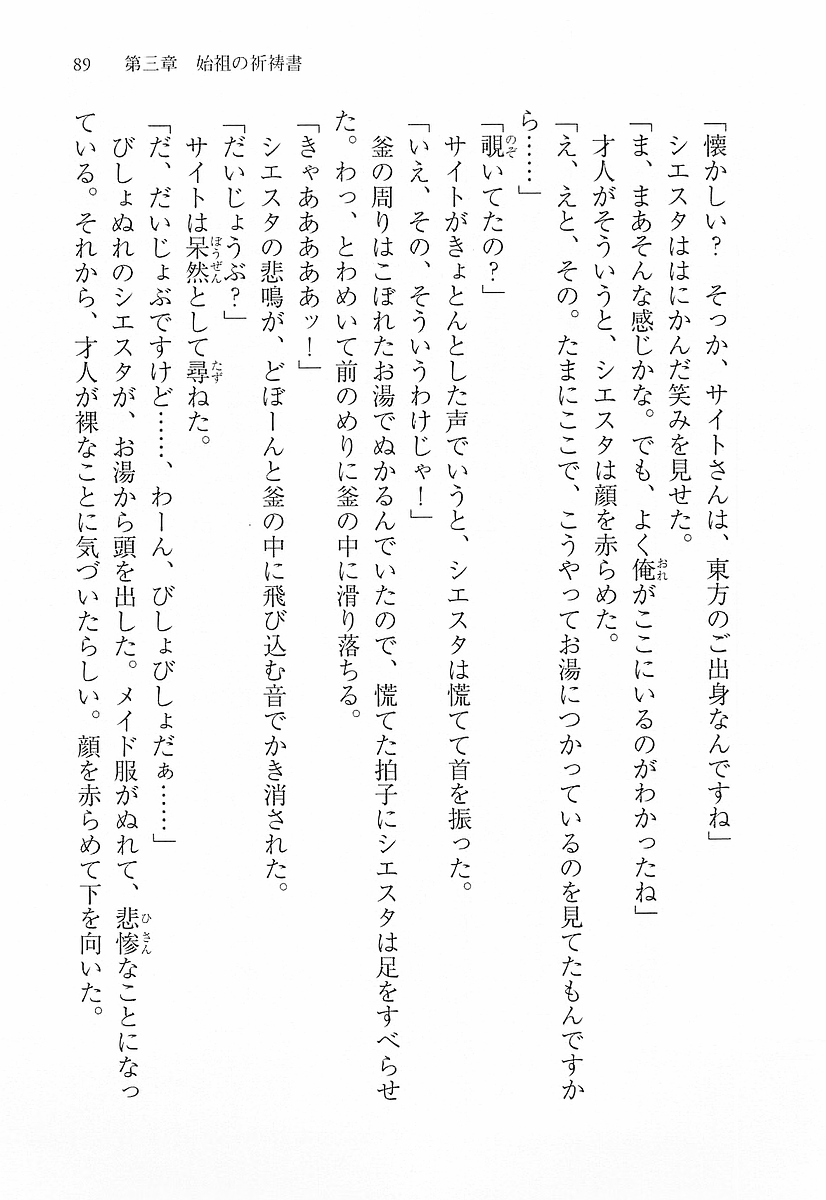 89　第三章　始祖の祈祷書
「懐かしい？　そっか、サイトさんは、東方のご出身なんですね」
　シエスタははにかんだ笑みを見せた。
「ま、まあそんな感じかな。でも、よく俺がここにいるのがわかったね」
　才人がそういうと、シエスタは顔を赤らめた。
「え、えと、その。たまにここで、こうやってお湯につかっているのを見てたもんですか
ら……」
「覗いてたの？」
　サイトがきょとんとした声でいうと、シエスタは慌てて首を振った。
「いえ、その、そういうわけじゃ！」
　釜の周りはこぼれたお湯でぬかるんでいたので、慌てた拍子にシエスタは足をすべらせ
た。わっ、とわめいて前のめりに釜の中に滑り落ちる。
「きゃあああああッ！」
　シエスタの悲鳴が、どぼーんと釜の中に飛び込む音でかき消された。
「だいじょうぶ？」
　サイトは呆然として尋ねた。
「だ、だいじょぶですけど……、わーん、びしょびしょだぁ……」
　びしょぬれのシエスタが、お湯から頭を出した。メイド服がぬれて、悲惨なことになっ
ている。それから、才人が裸なことに気づいたらしい。顔を赤らめて下を向いた。